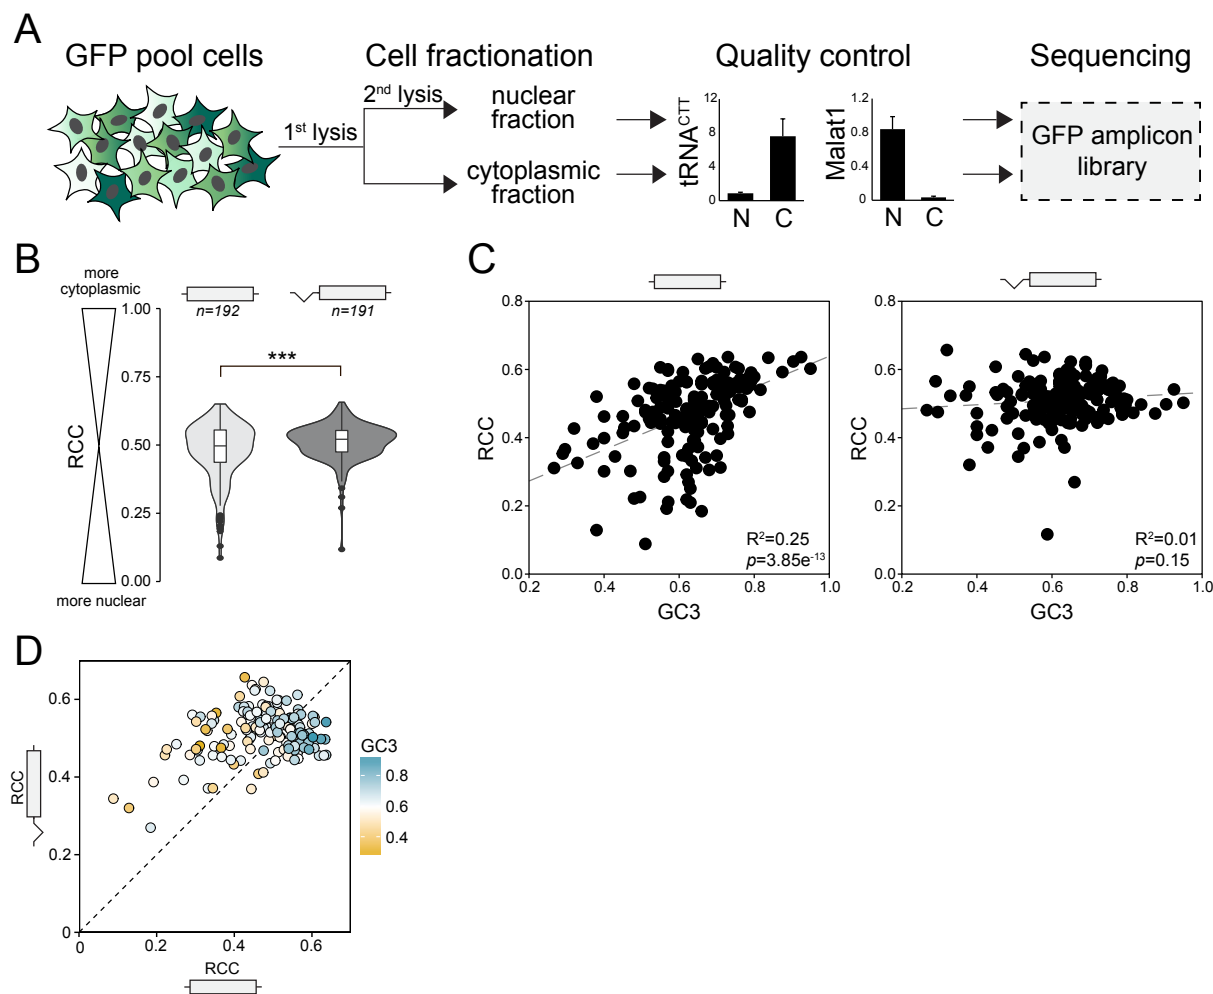 A
GFP pool cells
Cell fractionation
Quality control
Sequencing
1st lysis
2nd lysis
nuclear
fraction
cytoplasmic
fraction
tRNACTT
12
8
4
0
N C
Malat1
1.2
0.8
0.4
0
N C
GFP amplicon
library
B
more
cytoplasmic
RCC
more nuclear
1.00
0.75
0.50
0.25
0.00
n=192
n=191
***
C
RCC
0.8
0.6
0.4
0.2
0.0
0.2 0.4 0.6 0.8 1.0
GC3
R2=0.25
p=3.85e-13
RCC
0.8
0.6
0.4
0.2
0.0
0.2 0.4 0.6 0.8 1.0
GC3
R2=0.01
p=0.15
D
RCC
0.6
0.4
0.2
0
0 0.2 0.4 0.6
RCC
GC3
0.8
0.6
0.4